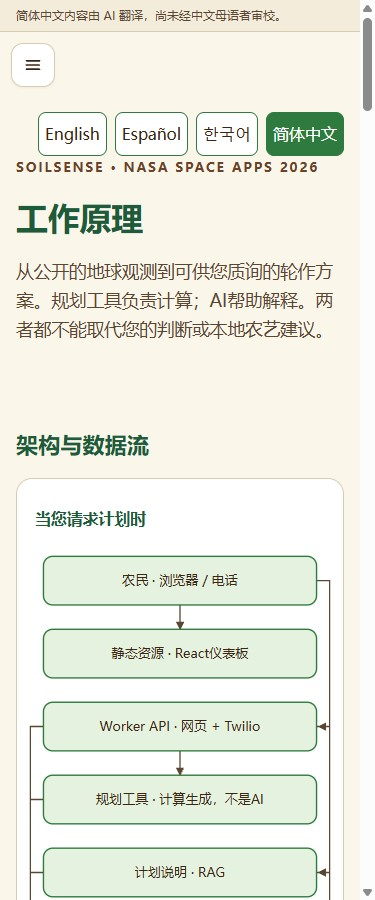 简体中文内容由 AI 翻译，尚未经中文母语者审校。
English Español 한국어 简体中文
SOILSENSE • NASA SPACE APPS 2026
工作原理
从公开的地球观测到可供您质询的轮作方
案。规划工具负责计算；AI帮助解释。两
者都不能取代您的判断或本地农艺建议。
架构与数据流
当您请求计划时
农民 · 浏览器 / 电话
静态资源 · React仪表板
Worker API · 网页 + Twilio
规划工具 · 计算生成，不是AI
计划说明 · RAG